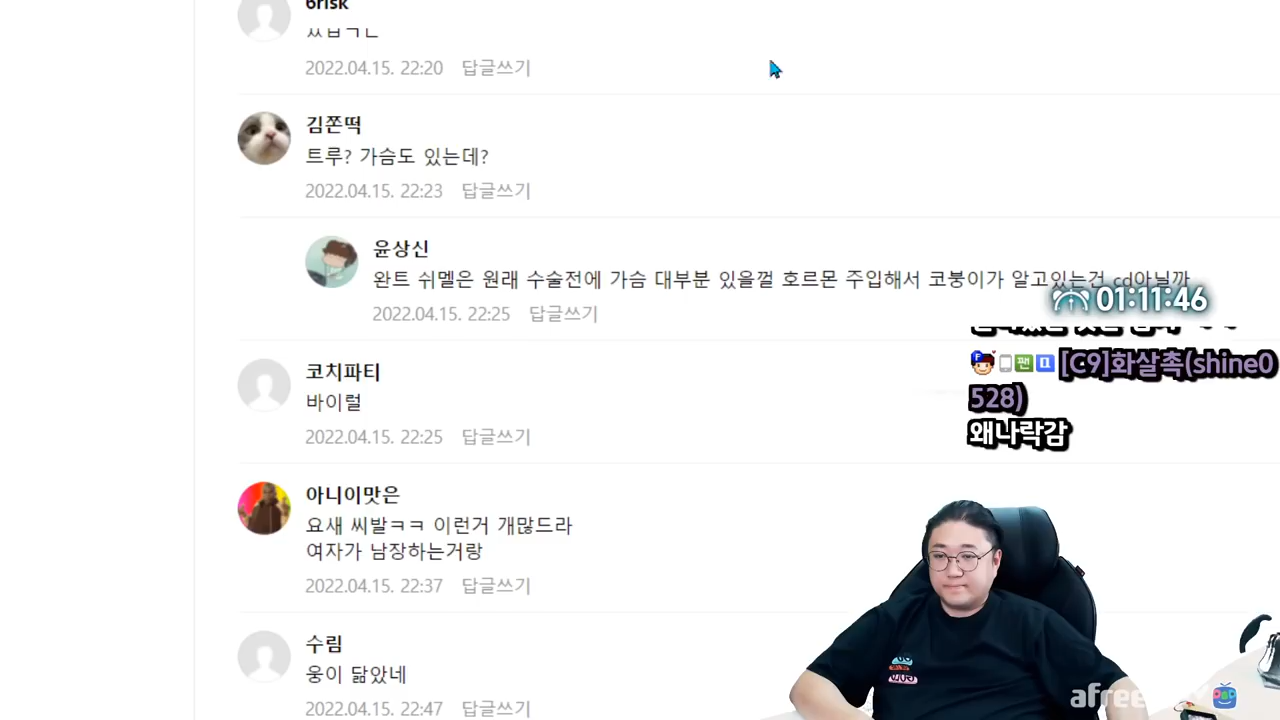 6risk
ㅆㅂㄱㄴ
2022.04.15. 22:20 답글쓰기
김쫀떡
트루? 가슴도 있는데?
2022.04.15. 22:23 답글쓰기
윤상신
완트 쉬멜은 원래 수술전에 가슴 대부분 있을껄 호르몬 주입해서 코붕이가 알고있는건 cd아닐까
2022.04.15. 22:25 답글쓰기
01:11:46
[C9]화살촉(shine0
528)
왜나락감
코치파티
바이럴
2022.04.15. 22:25 답글쓰기
아니이맛은
요새 씨발ㅋㅋ 이런거 개많드라
여자가 남장하는거랑
2022.04.15. 22:37 답글쓰기
수림
웅이 닮았네
2022.04.15. 22:47 답글쓰기